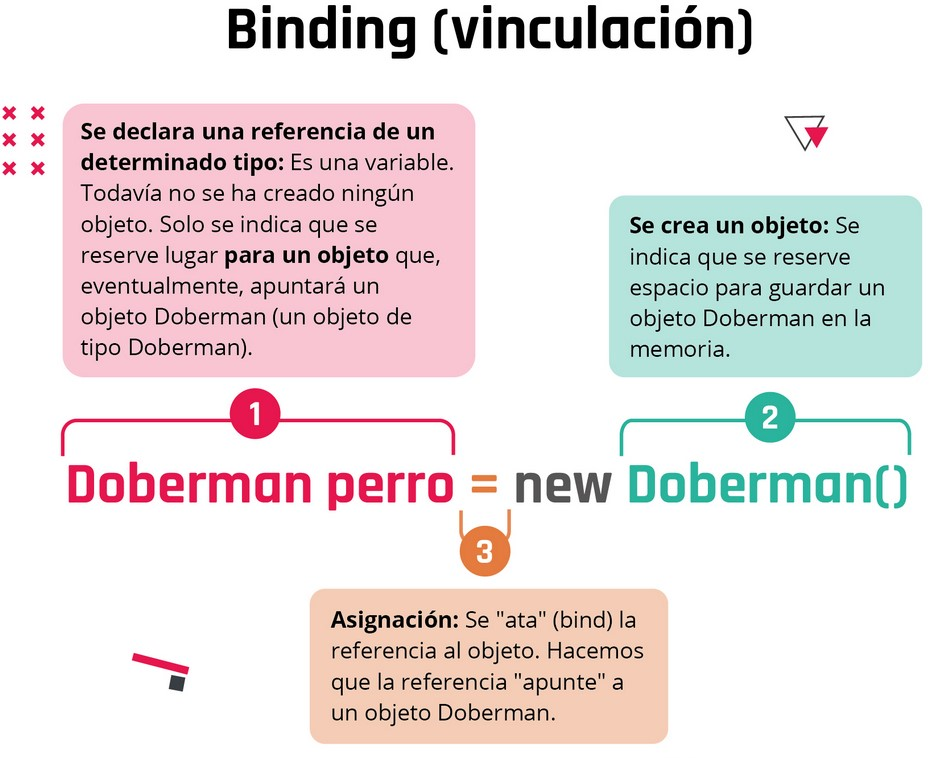 Binding (vinculación)
Se declara una referencia de un
determinado tipo: Es una variable.
Todavía no se ha creado ningún
objeto. Solo se indica que se
reserve lugar para un objeto que,
eventualmente, apuntará un
objeto Doberman (un objeto de
tipo Doberman).
Se crea un objeto: Se
indica que se reserve
espacio para guardar un
objeto Doberman en la
memoria.
1
2
Doberman perro = new Doberman()
3
Asignación: Se "ata" (bind) la
referencia al objeto. Hacemos
que la referencia "apunte" a
un objeto Doberman.